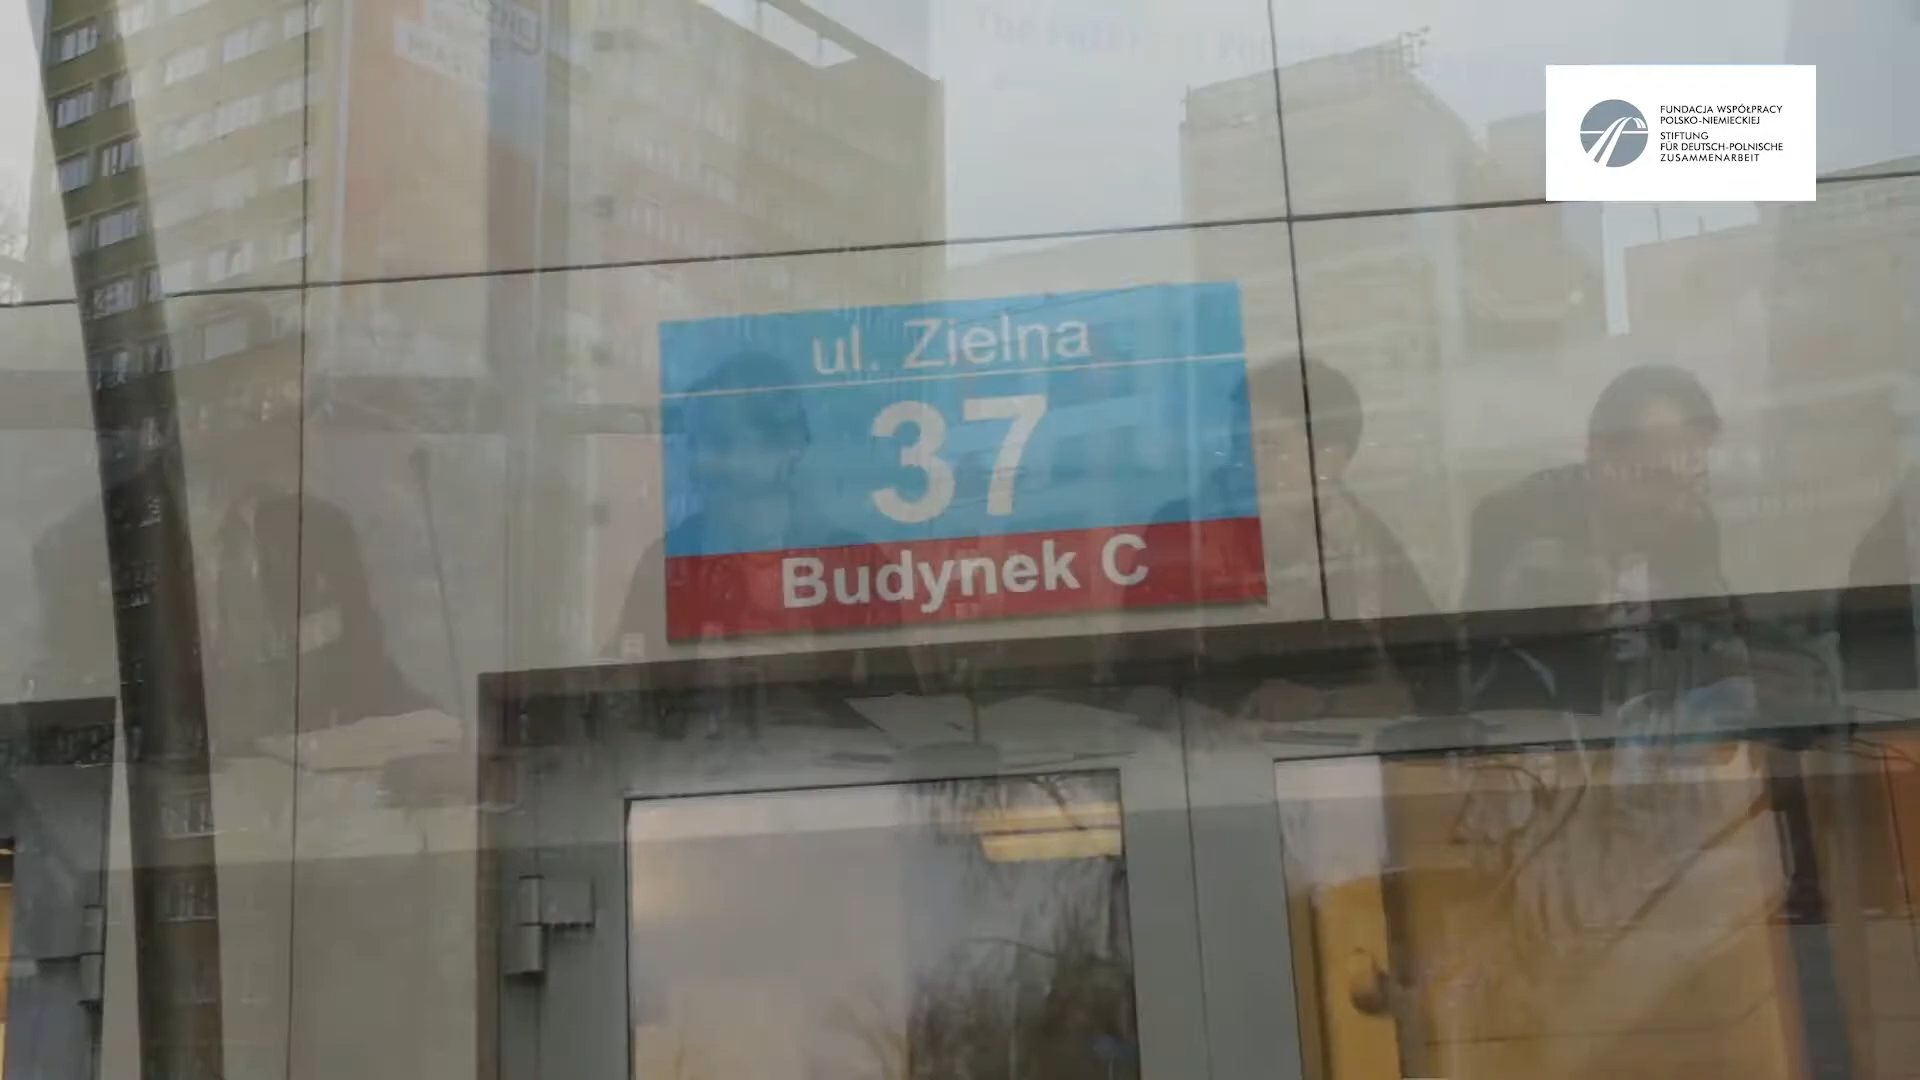 FUNDACJA WSPÓŁPRACY
POLSKO-NIEMIECKIEJ
STIFTUNG
FÜR DEUTSCH-POLNISCHE
ZUSAMMENARBEIT
ul. Zielna
37
Budynek C